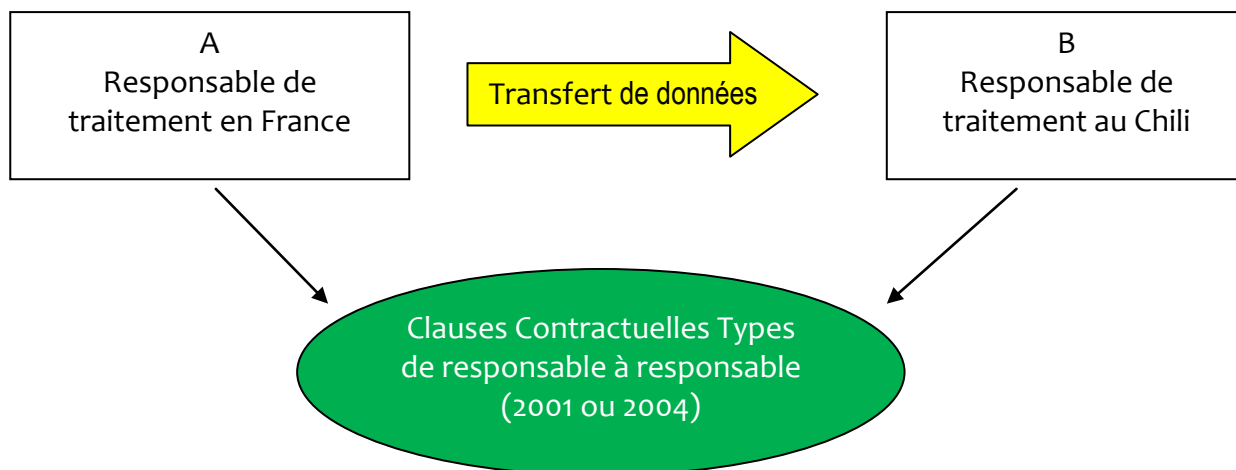 A
Responsable de
traitement en France
Transfert de données
B
Responsable de
traitement au Chili
Clauses Contractuelles Types
de responsable à responsable
(2001 ou 2004)